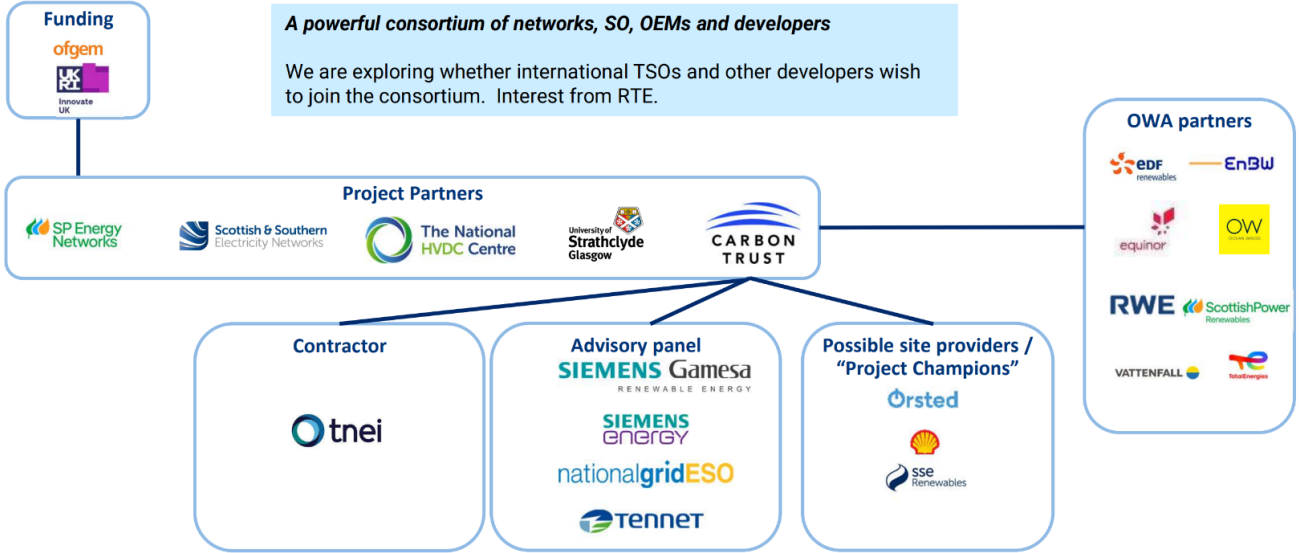 Funding
ofgem
UK
RI
Innovate
UK
A powerful consortium of networks, SO, OEMs and developers
We are exploring whether international TSOs and other developers wish
to join the consortium.  Interest from RTE.
OWA partners
edf
renewables
EnBW
equinor
OW
OCEAN WINDS
RWE
ScottishPower
Renewables
VATTENFALL
TotalEnergies
Project Partners
SP Energy
Networks
Scottish & Southern
Electricity Networks
The National
HVDC Centre
University of
Strathclyde
Glasgow
CARBON
TRUST
Contractor
tnei
Advisory panel
SIEMENS Gamesa
RENEWABLE ENERGY
SIEMENS
energy
nationalgridESO
TenneT
Possible site providers /
“Project Champions”
Orsted
sse
Renewables